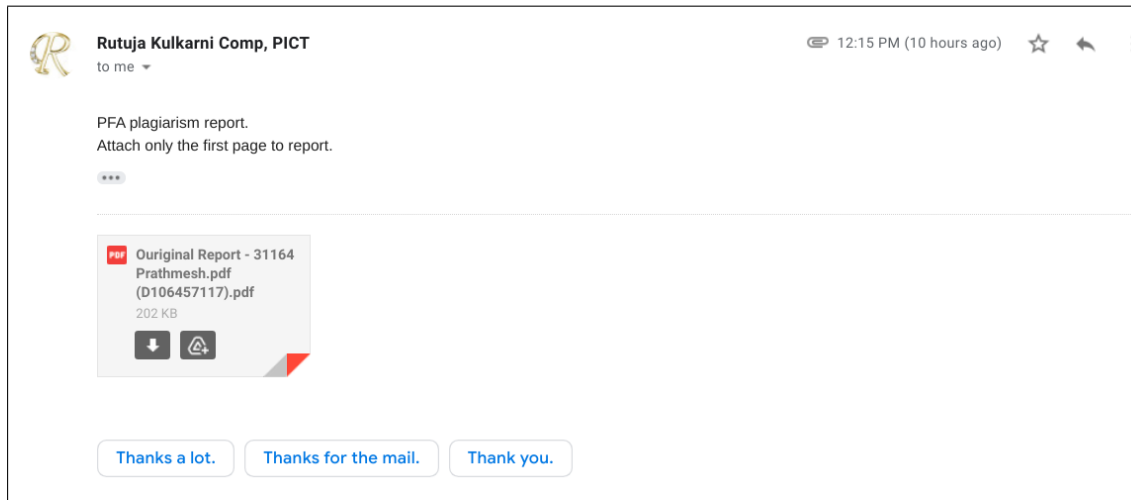 Rutuja Kulkarni Comp, PICT
12:15 PM (10 hours ago)
to me
PFA plagiarism report.
Attach only the first page to report.
PDF
Ouriginal Report - 31164
Prathmesh.pdf
(D106457117).pdf
202 KB
Thanks a lot.
Thanks for the mail.
Thank you.